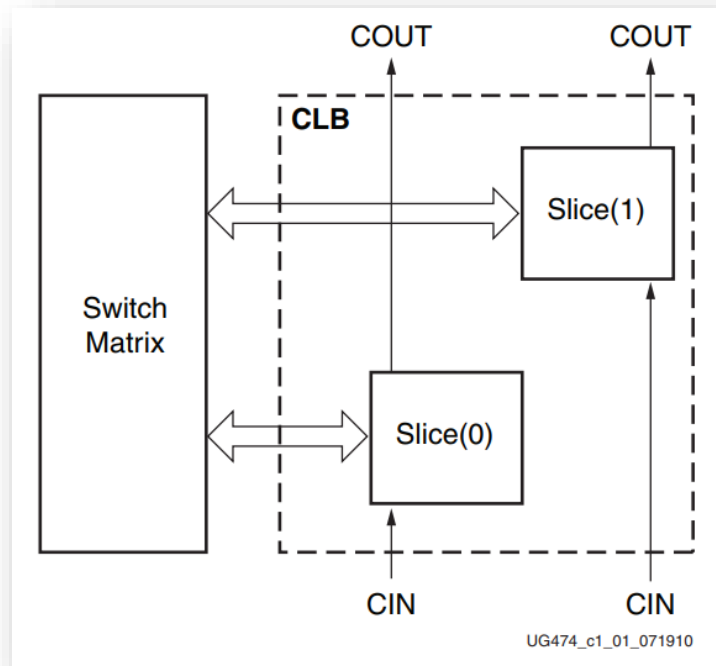 COUT
COUT
CLB
Slice(1)
Switch
Matrix
Slice(0)
CIN
CIN
UG474_c1_01_071910